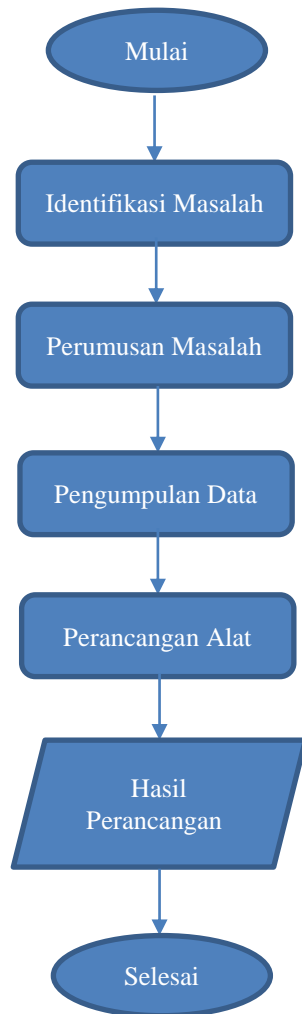 Mulai
Identifikasi Masalah
Perumusan Masalah
Pengumpulan Data
Perancangan Alat
Hasil
Perancangan
Selesai